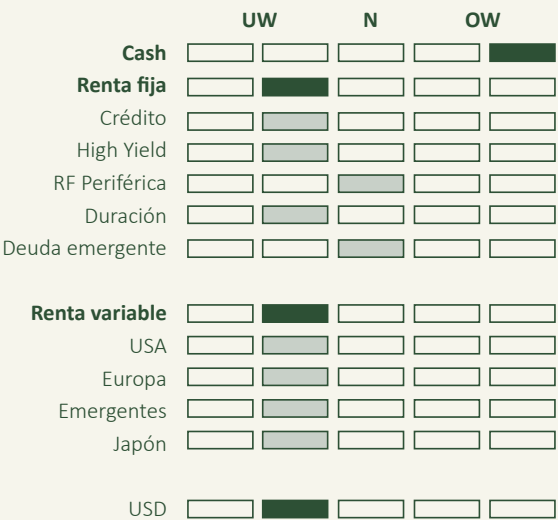 UW N OW
Cash
Renta fija
Crédito
High Yield
RF Periférica
Duración
Deuda emergente
Renta variable
USA
Europa
Emergentes
Japón
USD